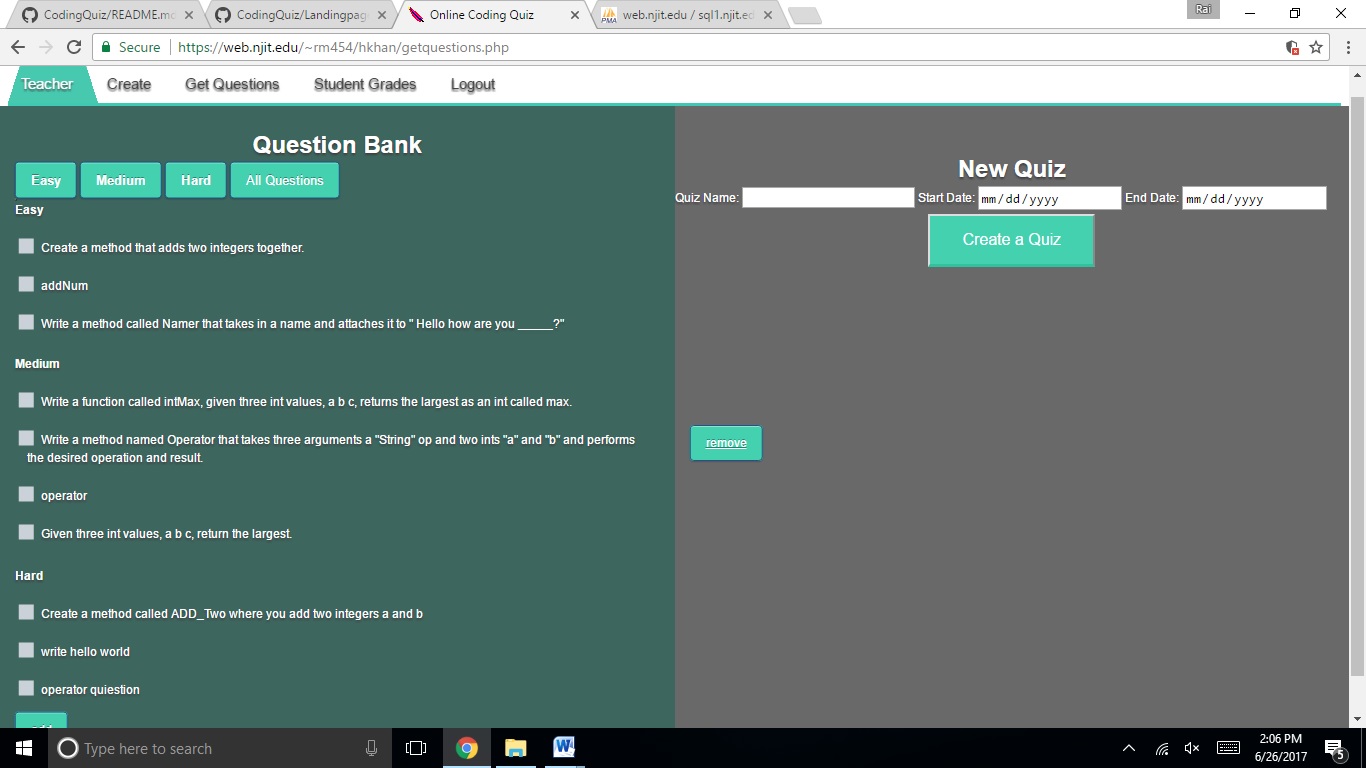 CodingQuiz/README.m
CodingQuiz/Landingpag
Online Coding Quiz
web.njit.edu / sql1.njit.ed
Rai
Secure
https://web.njit.edu/~rm454/hkhan/getquestions.php
Teacher
Create
Get Questions
Student Grades
Logout
Question Bank
Easy
Medium
Hard
All Questions
Easy
Create a method that adds two integers together.
addNum
Write a method called Namer that takes in a name and attaches it to " Hello how are you _____?"
Medium
Write a function called intMax, given three int values, a b c, returns the largest as an int called max.
Write a method named Operator that takes three arguments a "String" op and two ints "a" and "b" and performs
the desired operation and result.
operator
Given three int values, a b c, return the largest.
Hard
Create a method called ADD_Two where you add two integers a and b
write hello world
operator quiestion
New Quiz
Quiz Name:
Start Date: mm/dd/yyyy
End Date: mm/dd/yyyy
Create a Quiz
remove
Type here to search
2:06 PM
6/26/2017
5